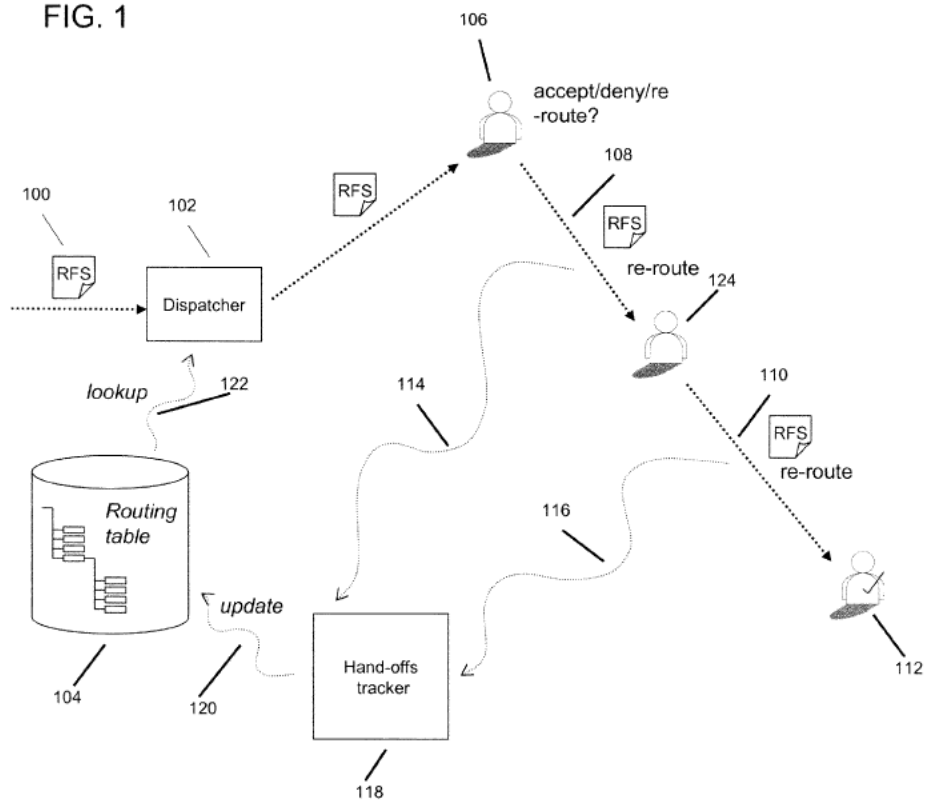 FIG. 1
106
accept/deny/re
-route?
108
100
102
RFS
RFS
RFS
re-route
124
Dispatcher
lookup
122
114
110
RFS
re-route
Routing
table
116
update
Hand-offs
tracker
104
120
112
118